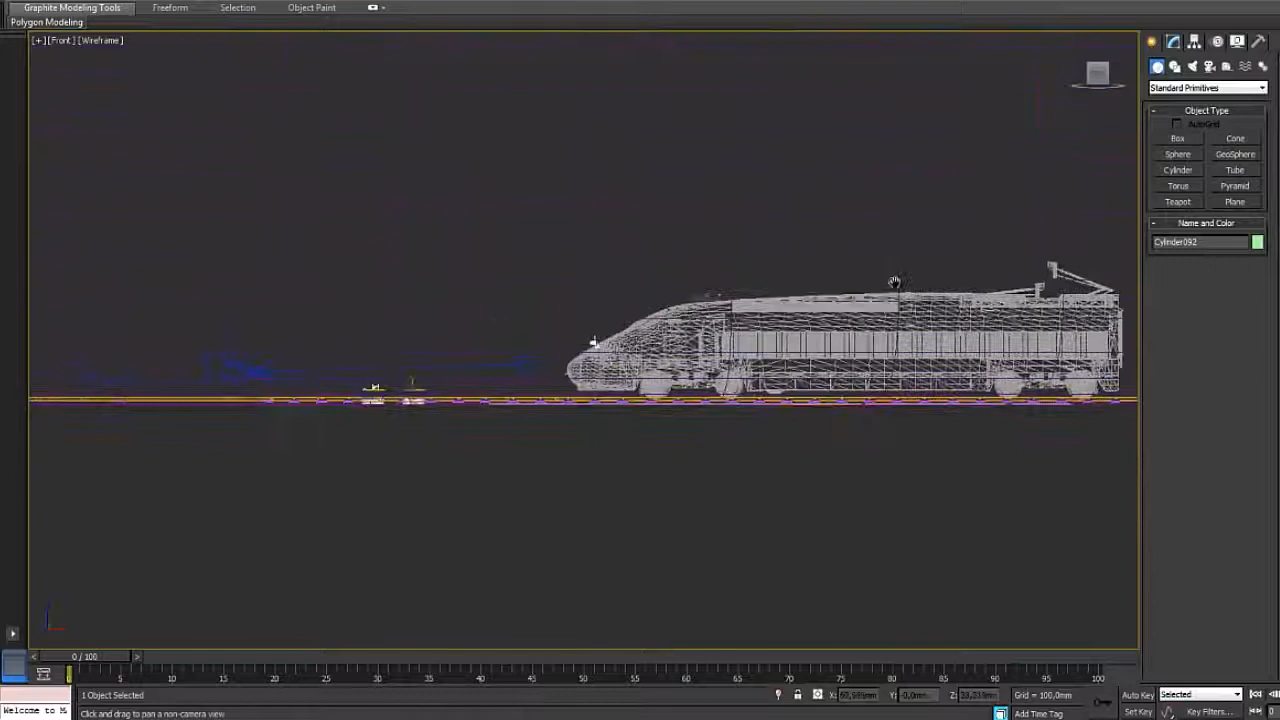 Graphite Modeling Tools Freeform Selection Object Paint
Polygon Modeling
[+] [Front] [Wireframe]
Standard Primitives
- Object Type
AutoGrid
Box Cone
Sphere GeoSphere
Cylinder Tube
Torus Pyramid
Teapot Plane
- Name and Color
Cylinder092
< 0 / 100 >
5 10 15 20 25 30 35 40 45 50 55 60 65 70 75 80 85 90 95 100
1 Object Selected X: Y: Z: Grid = 100,0mm Auto Key Selected
Welcome to M Click and drag to pan a non-camera view Add Time Tag Set Key Key Filters... 0